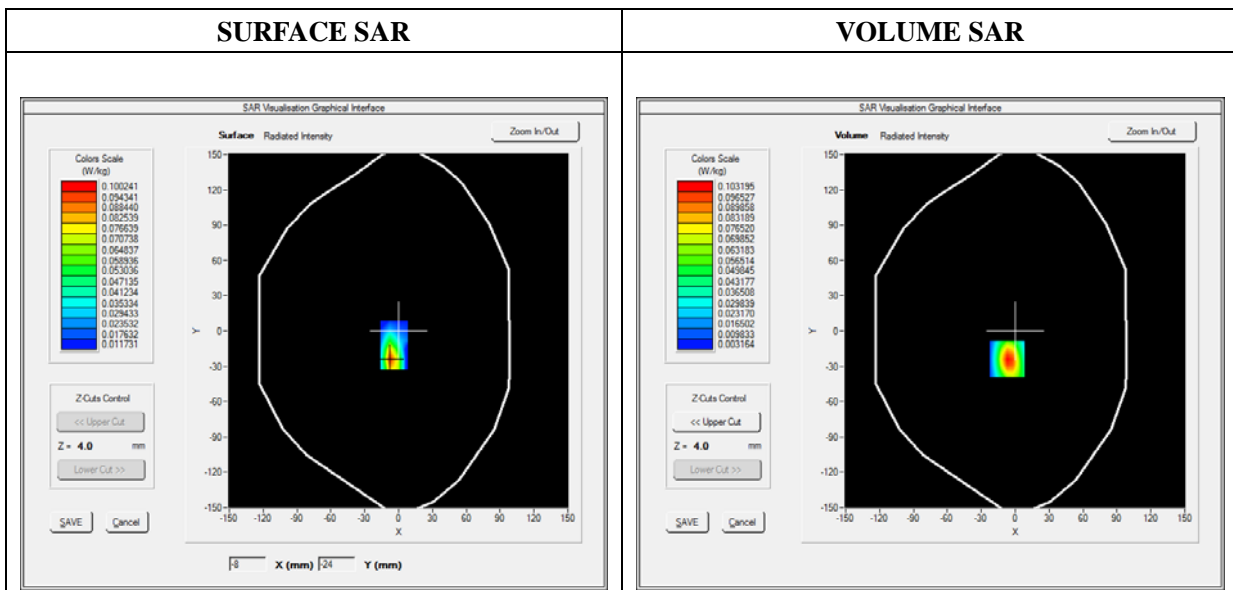 SURFACE SAR
SAR Visualisation Graphical Interface
Surface Radiated Intensity
Zoom In/Out
Colors Scale
(W/kg)
0.100241
0.094341
0.088440
0.082539
0.076639
0.070738
0.064837
0.058936
0.053036
0.047135
0.041234
0.035334
0.029433
0.023532
0.017632
0.011731
150
120
90
60
30
0
-30
-60
-90
-120
-150
Y
-150 -120 -90 -60 -30 0 30 60 90 120 150
X
Z-Cuts Control
<< Upper Cut
Z = 4.0 mm
Lower Cut >>
SAVE Cancel
-8 X (mm) -24 Y (mm)
VOLUME SAR
SAR Visualisation Graphical Interface
Volume Radiated Intensity
Zoom In/Out
Colors Scale
(W/kg)
0.103195
0.096527
0.089858
0.083189
0.076520
0.069852
0.063183
0.056514
0.049845
0.043177
0.036508
0.029839
0.023170
0.016502
0.009833
0.003164
150
120
90
60
30
0
-30
-60
-90
-120
-150
Y
-150 -120 -90 -60 -30 0 30 60 90 120 150
X
Z-Cuts Control
<< Upper Cut
Z = 4.0 mm
Lower Cut >>
SAVE Cancel